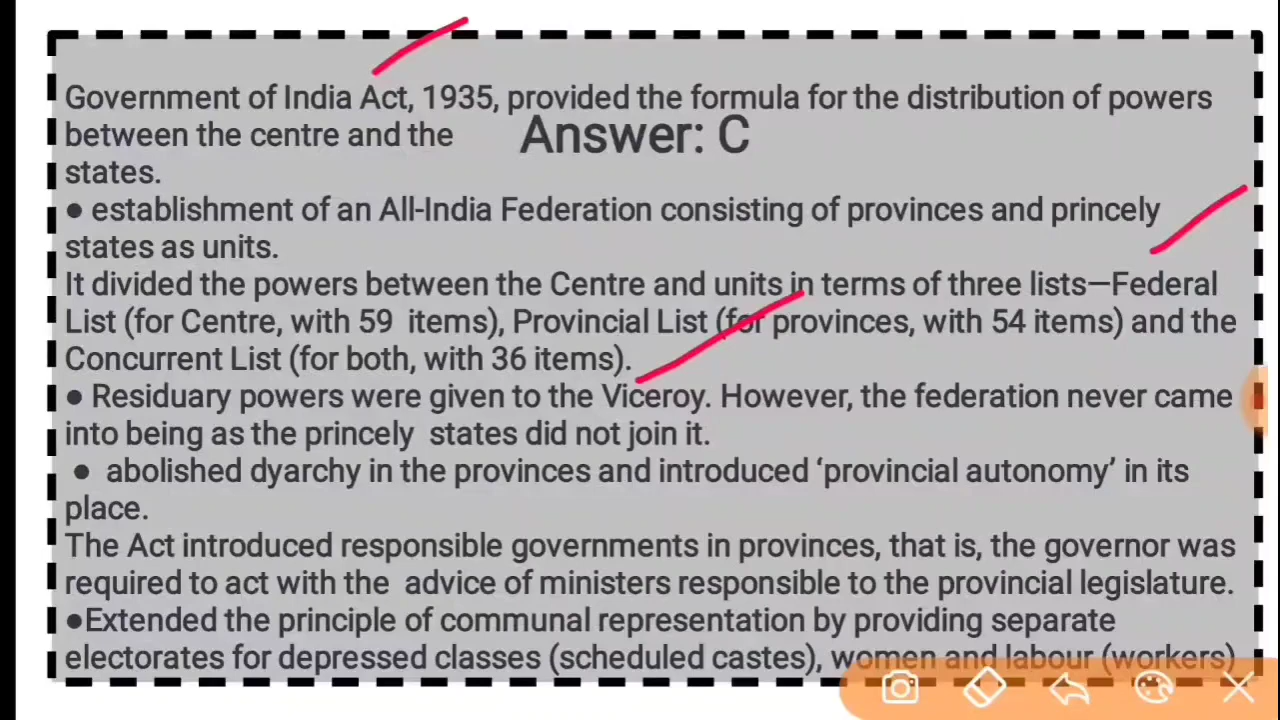 Government of India Act, 1935, provided the formula for the distribution of powers
between the centre and the
Answer: C
states.
● establishment of an All-India Federation consisting of provinces and princely
states as units.
It divided the powers between the Centre and units in terms of three lists—Federal
List (for Centre, with 59 items), Provincial List (for provinces, with 54 items) and the
Concurrent List (for both, with 36 items).
● Residuary powers were given to the Viceroy. However, the federation never came
into being as the princely states did not join it.
● abolished dyarchy in the provinces and introduced ‘provincial autonomy’ in its
place.
The Act introduced responsible governments in provinces, that is, the governor was
required to act with the advice of ministers responsible to the provincial legislature.
●Extended the principle of communal representation by providing separate
electorates for depressed classes (scheduled castes), women and labour (workers)